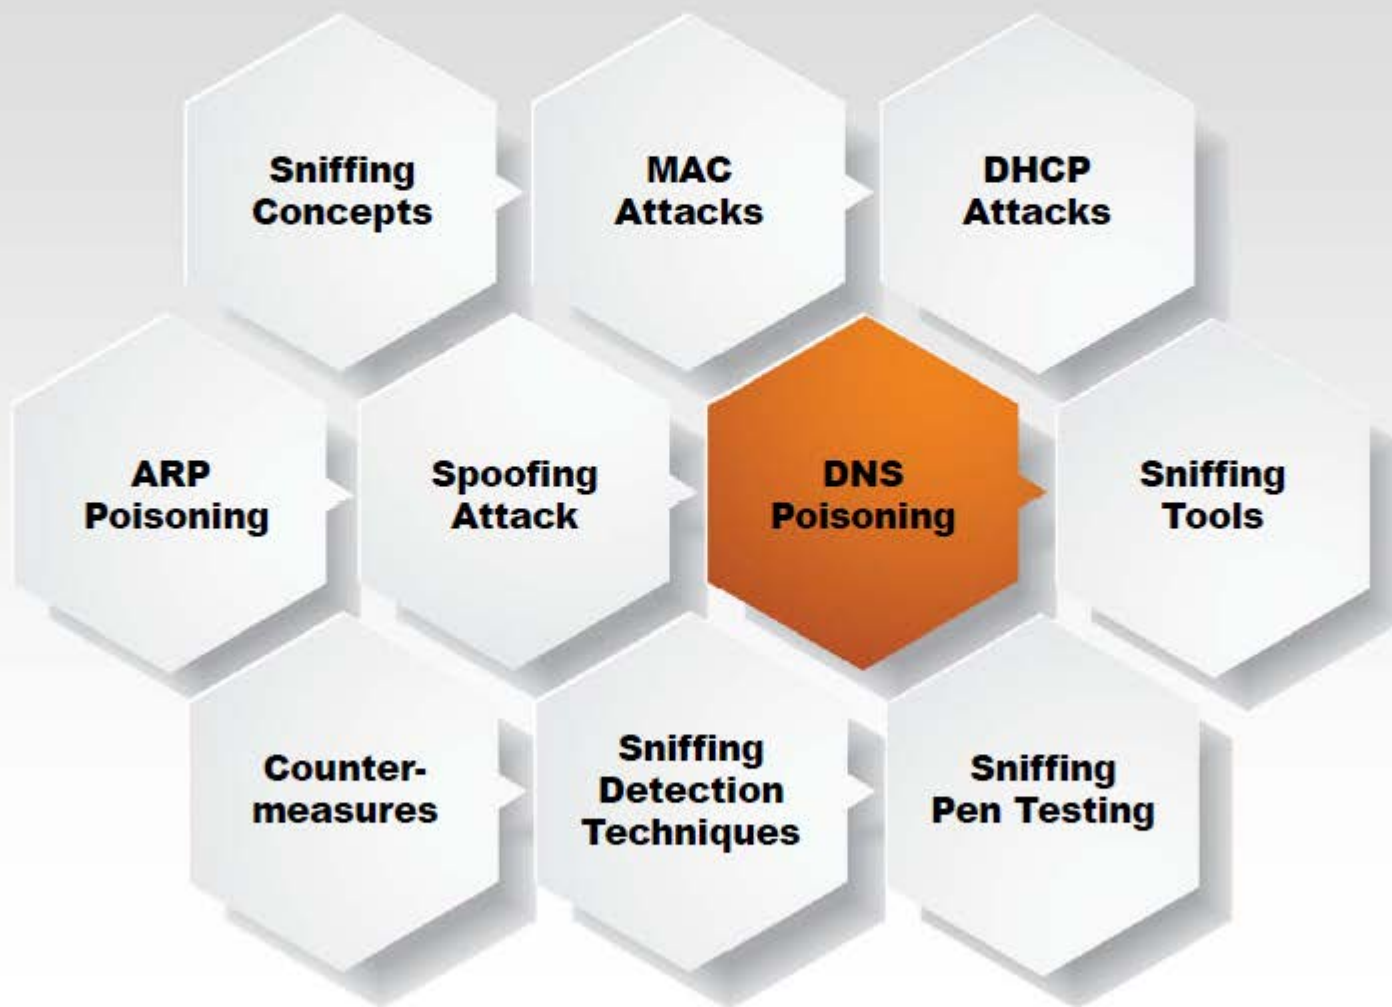 Sniffing
Concepts
MAC
Attacks
DHCP
Attacks
ARP
Poisoning
Spoofing
Attack
DNS
Poisoning
Sniffing
Tools
Counter-
measures
Sniffing
Detection
Techniques
Sniffing
Pen Testing